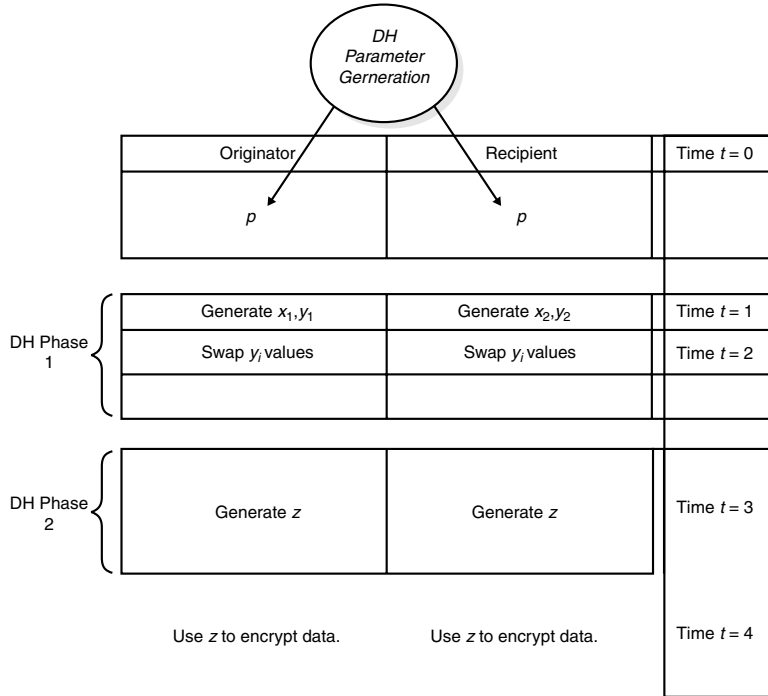 DH
Parameter
Gerneration
Originator Recipient Time t = 0
p p
DH Phase
1
Generate x₁,y₁ Generate x₂,y₂ Time t = 1
Swap yᵢ values Swap yᵢ values Time t = 2
DH Phase
2
Generate z Generate z Time t = 3
Use z to encrypt data. Use z to encrypt data. Time t = 4